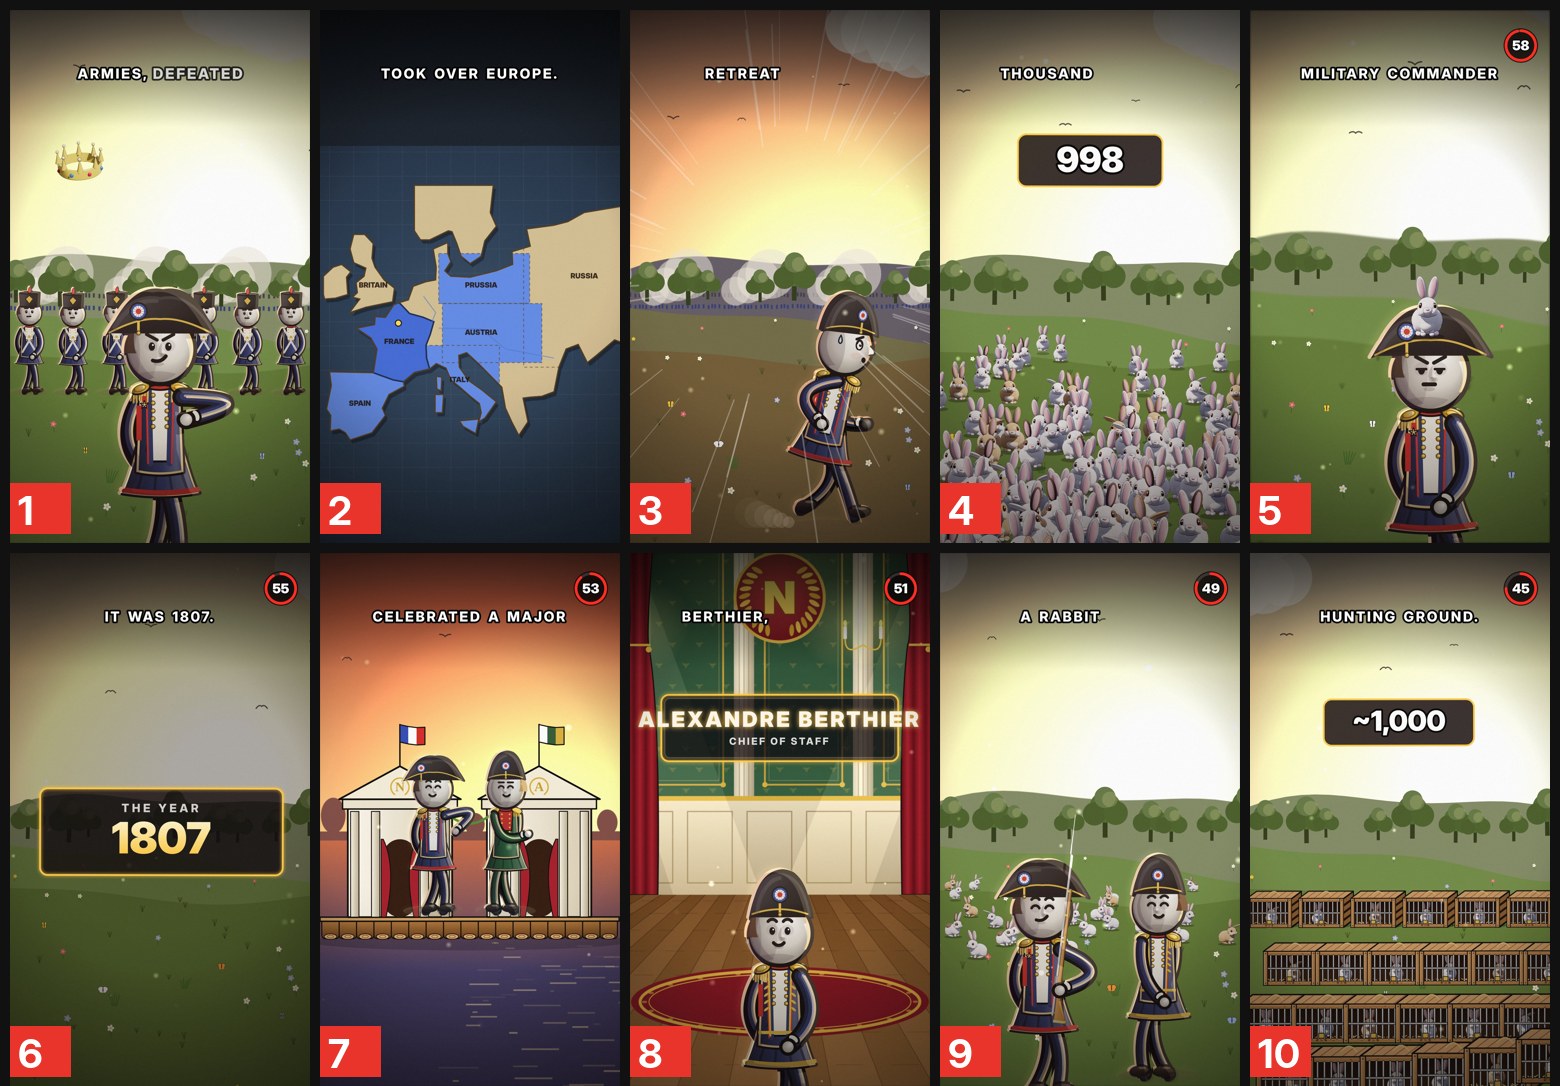 ARMIES, DEFEATED
1
TOOK OVER EUROPE.
BRITAIN
PRUSSIA
RUSSIA
AUSTRIA
FRANCE
ITALY
SPAIN
2
RETREAT
3
THOUSAND
998
4
58
MILITARY COMMANDER
5
55
IT WAS 1807.
THE YEAR
1807
6
53
CELEBRATED A MAJOR
N
A
7
N
51
BERTHIER,
ALEXANDRE BERTHIER
CHIEF OF STAFF
8
49
A RABBIT
9
45
HUNTING GROUND.
~1,000
10